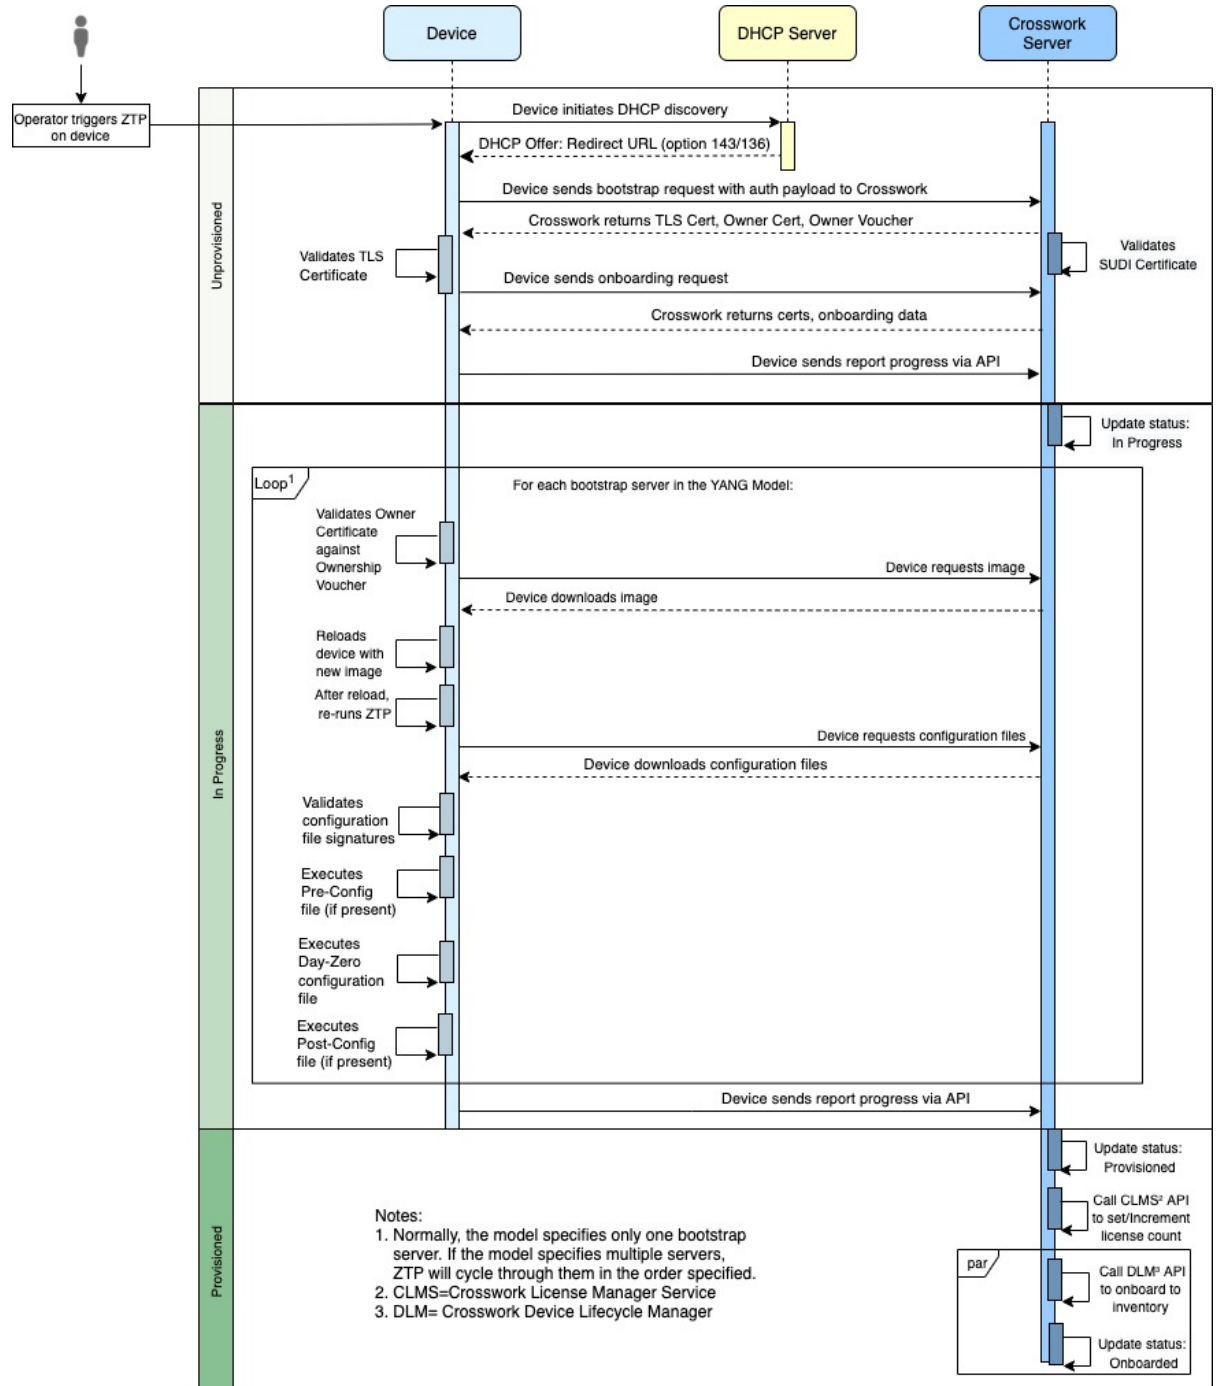 Device
DHCP Server
Crosswork
Server
Operator triggers ZTP
on device
Unprovisioned
Device initiates DHCP discovery
DHCP Offer: Redirect URL (option 143/136)
Device sends bootstrap request with auth payload to Crosswork
Crosswork returns TLS Cert, Owner Cert, Owner Voucher
Validates TLS
Certificate
Validates
SUDI Certificate
Device sends onboarding request
Crosswork returns certs, onboarding data
Device sends report progress via API
In Progress
Update status:
In Progress
Loop¹
For each bootstrap server in the YANG Model:
Validates Owner
Certificate
against
Ownership
Voucher
Device requests image
Device downloads image
Reloads
device with
new image
After reload,
re-runs ZTP
Device requests configuration files
Device downloads configuration files
Validates
configuration
file signatures
Executes
Pre-Config
file (if present)
Executes
Day-Zero
configuration
file
Executes
Post-Config
file (if present)
Device sends report progress via API
Provisioned
Update status:
Provisioned
Call CLMS² API
to set/Increment
license count
par
Call DLM³ API
to onboard to
inventory
Update status:
Onboarded
Notes:
1. Normally, the model specifies only one bootstrap
server. If the model specifies multiple servers,
ZTP will cycle through them in the order specified.
2. CLMS=Crosswork License Manager Service
3. DLM= Crosswork Device Lifecycle Manager